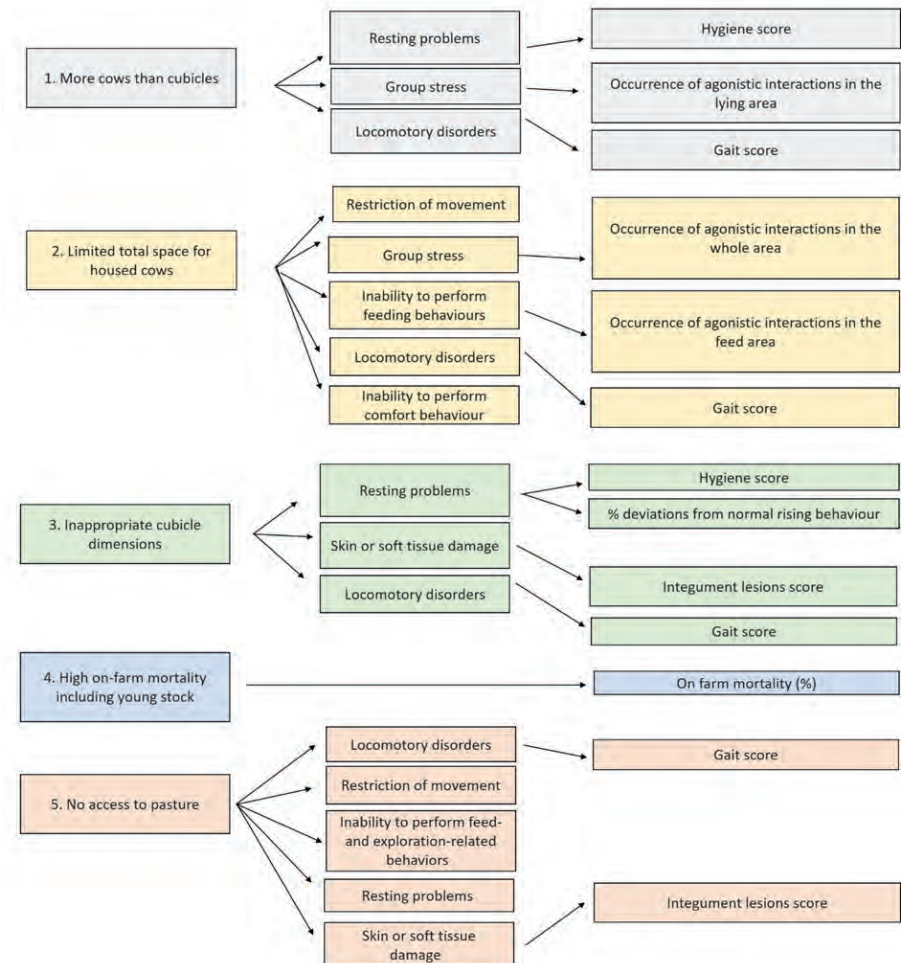 1. More cows than cubicles
Resting problems
Group stress
Locomotory disorders
Hygiene score
Occurrence of agonistic interactions in the
lying area
Gait score
2. Limited total space for
housed cows
Restriction of movement
Group stress
Inability to perform
feeding behaviours
Locomotory disorders
Inability to perform
comfort behaviour
Occurrence of agonistic interactions in the
whole area
Occurrence of agonistic interactions in the
feed area
Gait score
3. Inappropriate cubicle
dimensions
Resting problems
Skin or soft tissue damage
Locomotory disorders
Hygiene score
% deviations from normal rising behaviour
Integument lesions score
Gait score
4. High on-farm mortality
including young stock
On farm mortality (%)
5. No access to pasture
Locomotory disorders
Restriction of movement
Inability to perform feed-
and exploration-related
behaviors
Resting problems
Skin or soft tissue
damage
Gait score
Integument lesions score